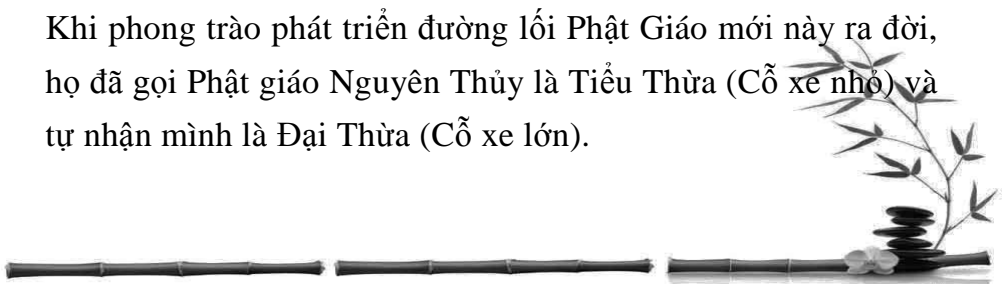 Khi phong trào phát triển đường lối Phật Giáo mới này ra đời,
họ đã gọi Phật giáo Nguyên Thủy là Tiểu Thừa (Cỗ xe nhỏ) và
tự nhận mình là Đại Thừa (Cỗ xe lớn).